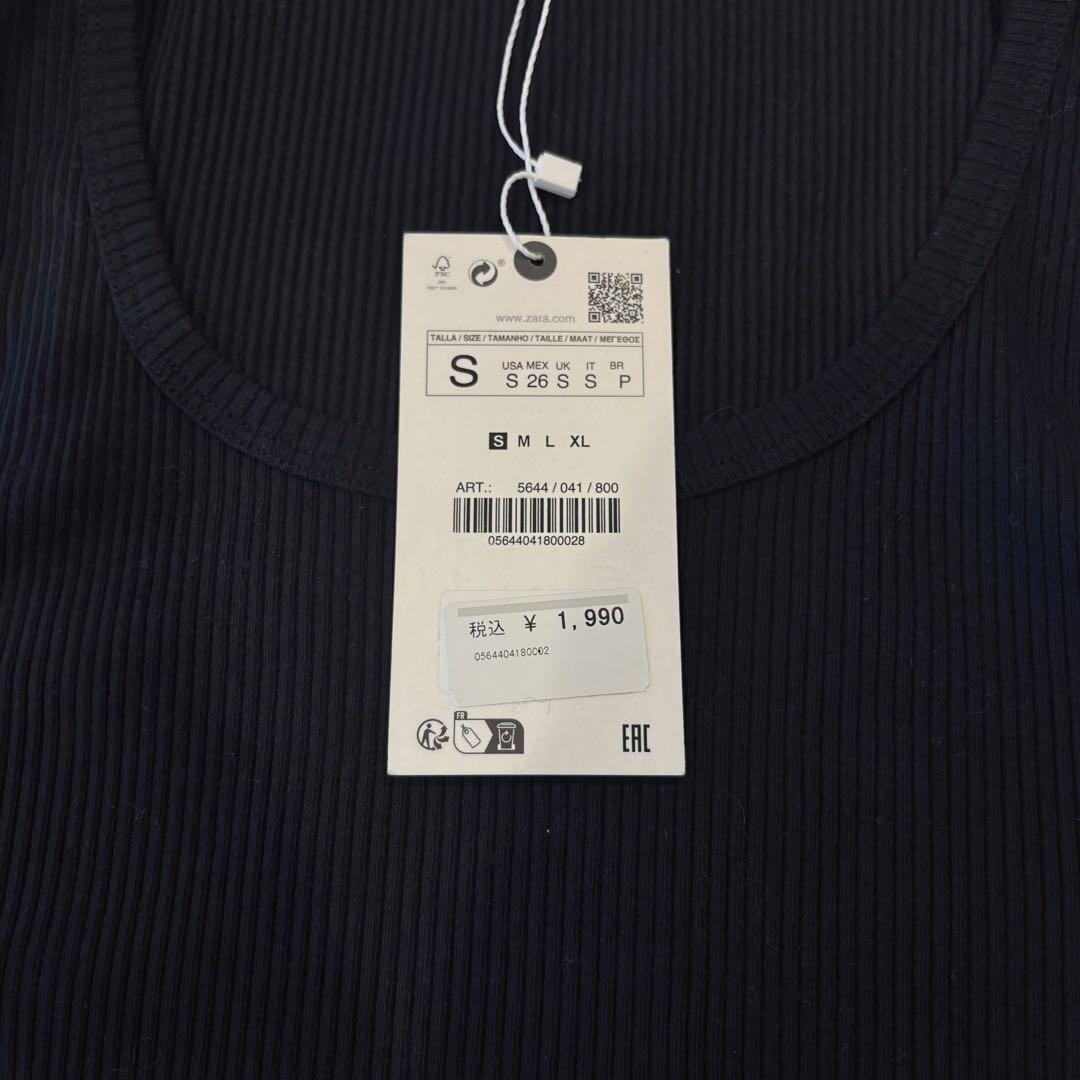 FSC
www.zara.com
TALLA / SIZE / TAMANHO / TAILLE / MAAT / ΜΕΓΕΘΟΣ
S
USA MEX UK IT BR
S 26 S S P
S M L XL
ART.: 5644 / 041 / 800
05644041800028
税込 ¥ 1,990
0564404180002
FR
EAC